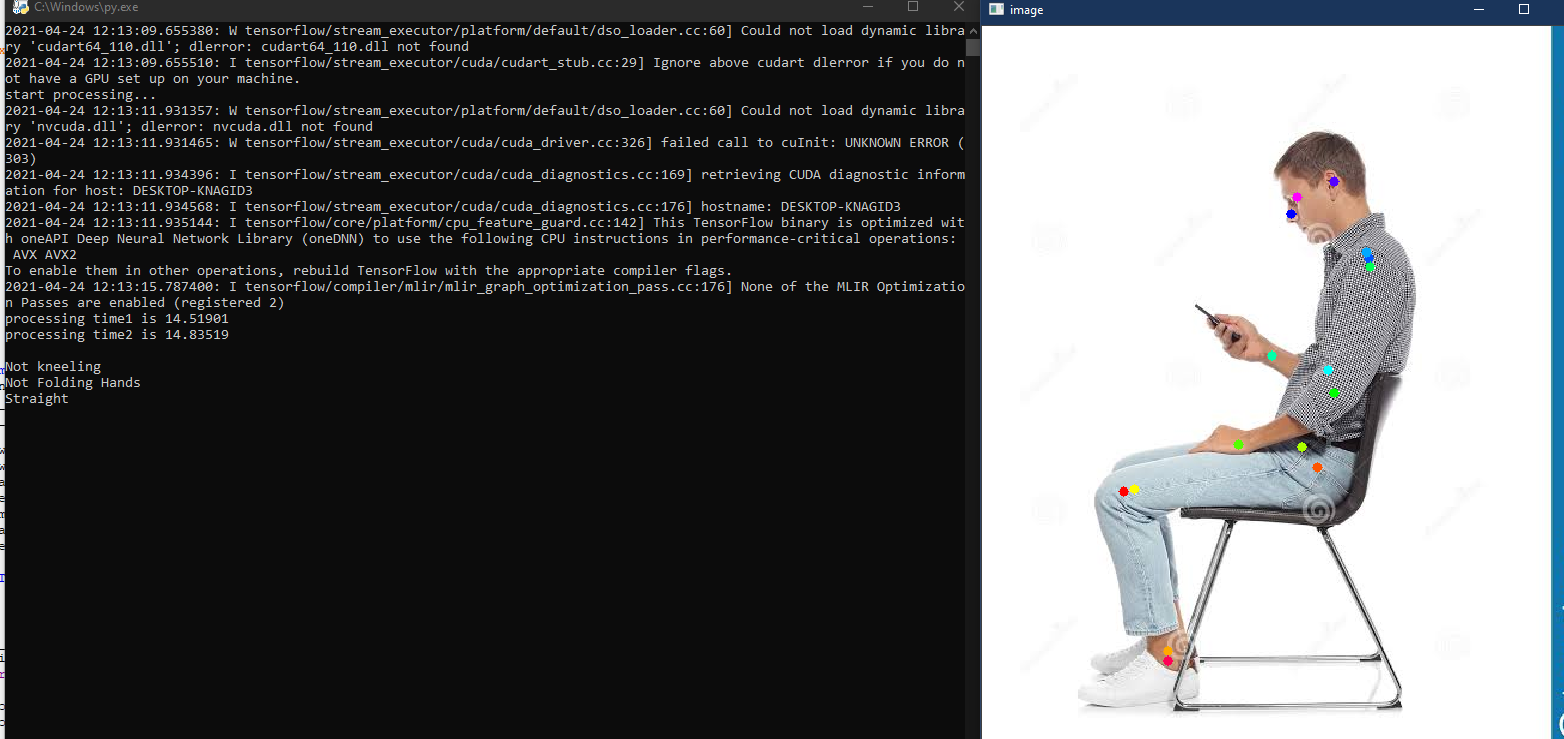 C:\Windows\py.exe
2021-04-24 12:13:09.655380: W tensorflow/stream_executor/platform/default/dso_loader.cc:60] Could not load dynamic libra
ry 'cudart64_110.dll'; dlerror: cudart64_110.dll not found
2021-04-24 12:13:09.655510: I tensorflow/stream_executor/cuda/cudart_stub.cc:29] Ignore above cudart dlerror if you do n
ot have a GPU set up on your machine.
start processing...
2021-04-24 12:13:11.931357: W tensorflow/stream_executor/platform/default/dso_loader.cc:60] Could not load dynamic libra
ry 'nvcuda.dll'; dlerror: nvcuda.dll not found
2021-04-24 12:13:11.931465: W tensorflow/stream_executor/cuda/cuda_driver.cc:326] failed call to cuInit: UNKNOWN ERROR (
303)
2021-04-24 12:13:11.934396: I tensorflow/stream_executor/cuda/cuda_diagnostics.cc:169] retrieving CUDA diagnostic inform
ation for host: DESKTOP-KNAGID3
2021-04-24 12:13:11.934568: I tensorflow/stream_executor/cuda/cuda_diagnostics.cc:176] hostname: DESKTOP-KNAGID3
2021-04-24 12:13:11.935144: I tensorflow/core/platform/cpu_feature_guard.cc:142] This TensorFlow binary is optimized wit
h oneAPI Deep Neural Network Library (oneDNN) to use the following CPU instructions in performance-critical operations:
AVX AVX2
To enable them in other operations, rebuild TensorFlow with the appropriate compiler flags.
2021-04-24 12:13:15.787400: I tensorflow/compiler/mlir/mlir_graph_optimization_pass.cc:176] None of the MLIR Optimizatio
n Passes are enabled (registered 2)
processing time1 is 14.51901
processing time2 is 14.83519
Not kneeling
Not Folding Hands
Straight
image